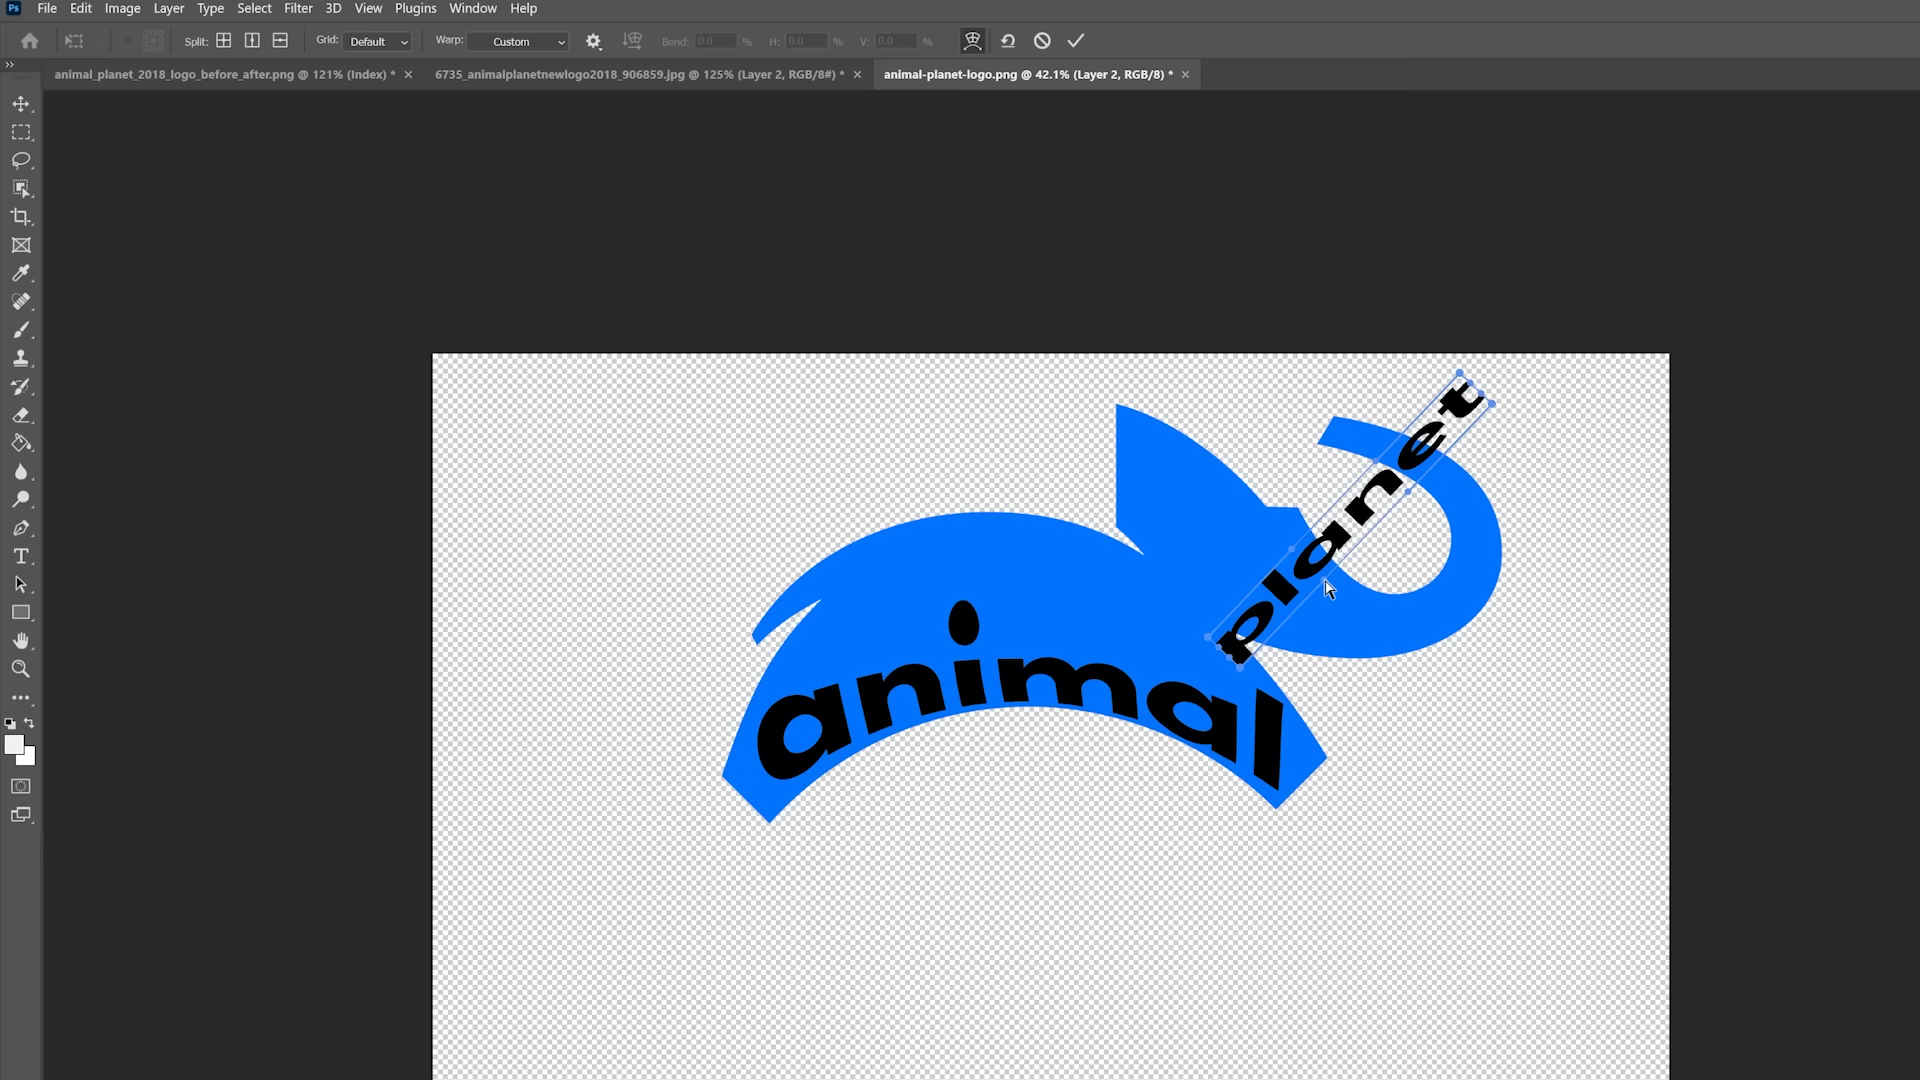 Ps File Edit Image Layer Type Select Filter 3D View Plugins Window Help
Split: Grid: Default Warp: Custom Bend: 0.0 % H: 0.0 % V: 0.0 %
animal_planet_2018_logo_before_after.png @ 121% (Index) * × 6735_animalplanetnewlogo2018_906859.jpg @ 125% (Layer 2, RGB/8#) * × animal-planet-logo.png @ 42.1% (Layer 2, RGB/8) * ×
animal
planet